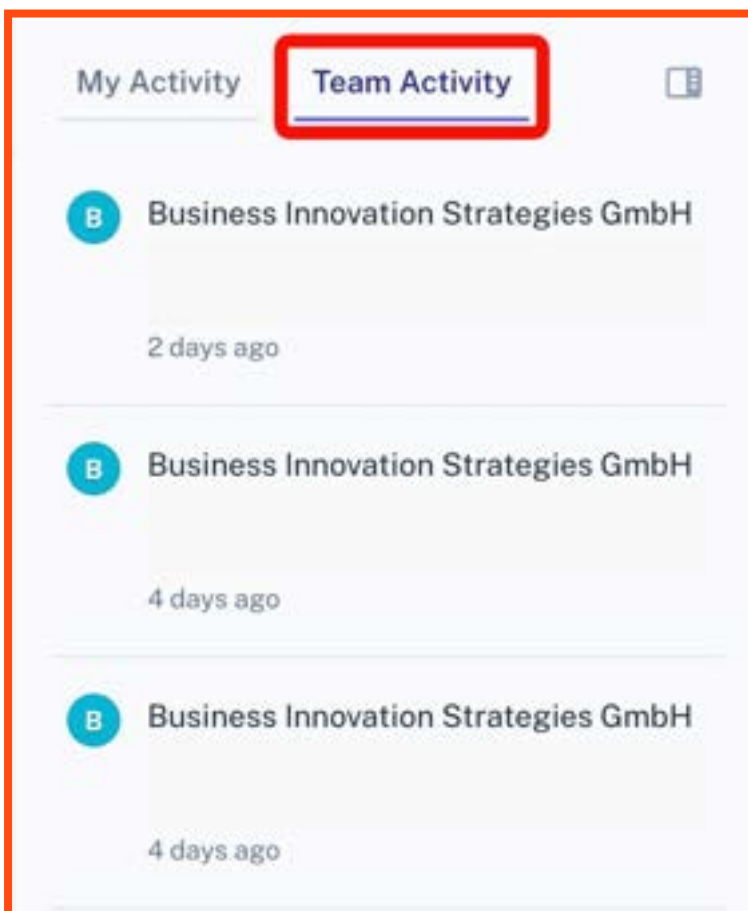 My Activity Team Activity
B Business Innovation Strategies GmbH
2 days ago
B Business Innovation Strategies GmbH
4 days ago
B Business Innovation Strategies GmbH
4 days ago